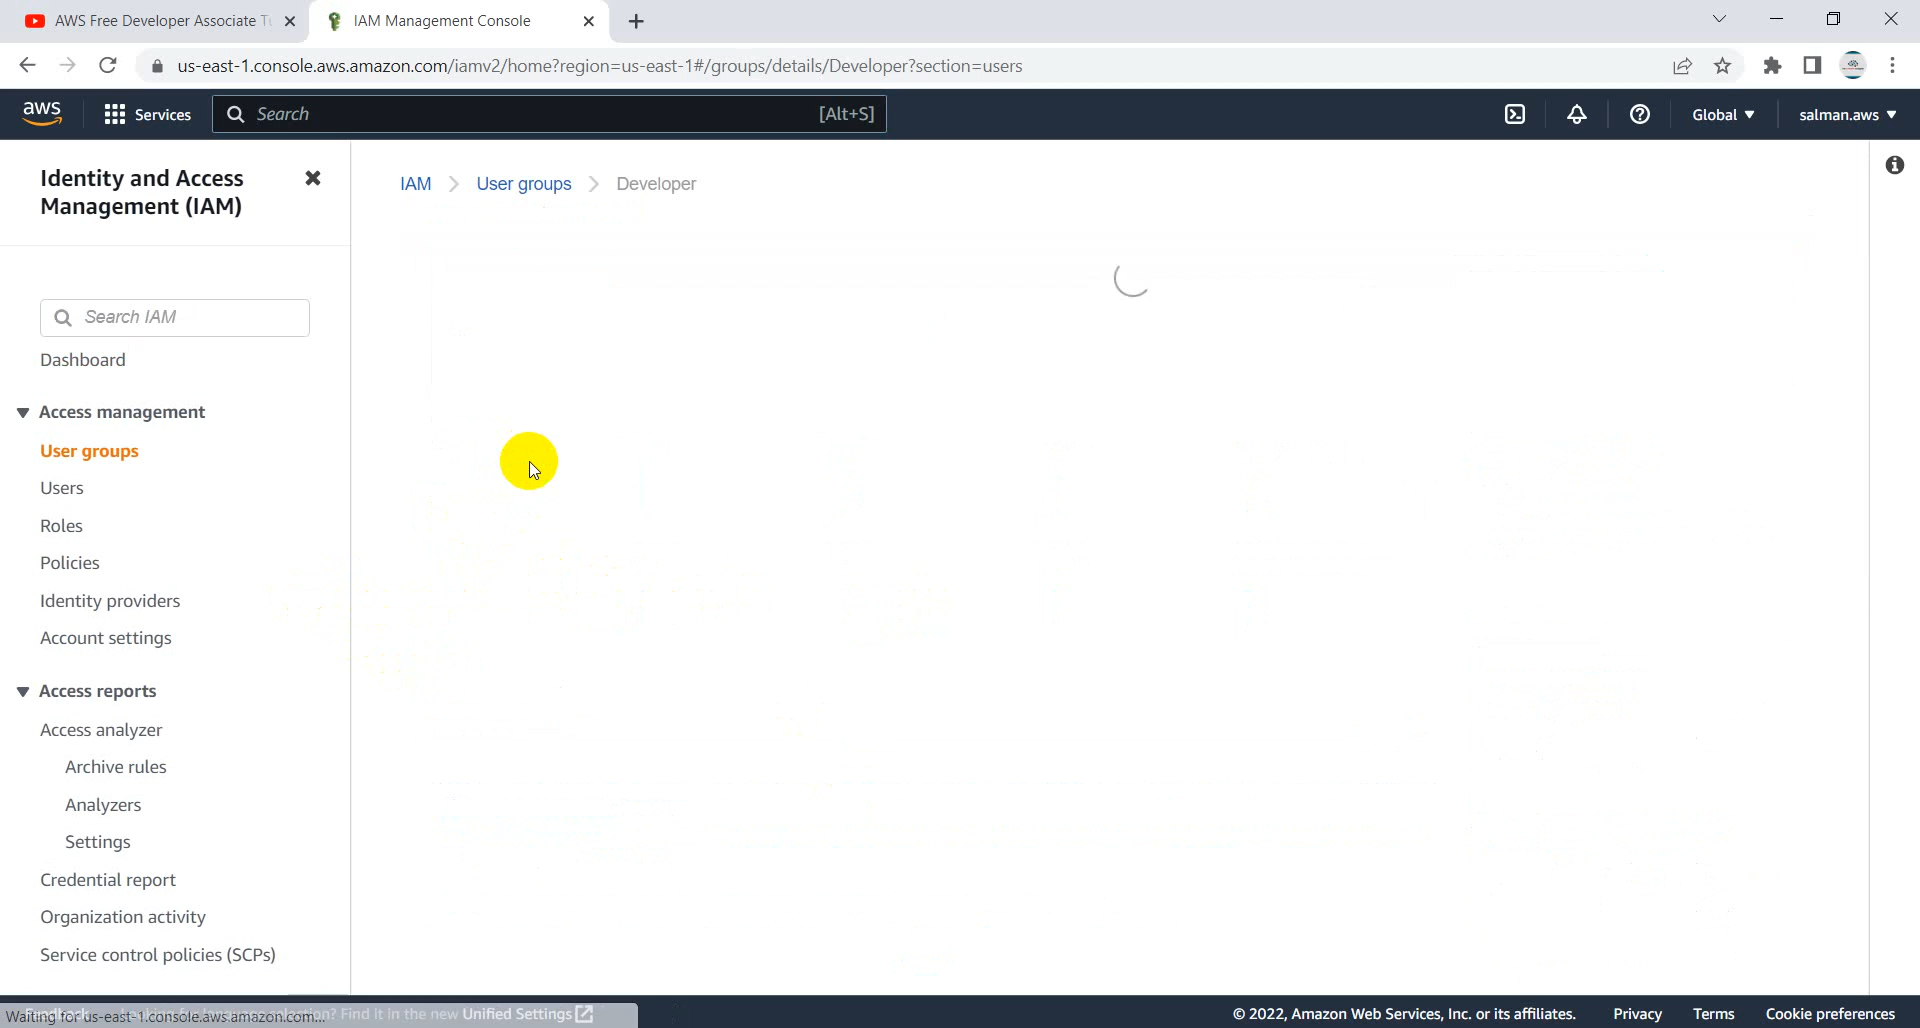 AWS Free Developer Associate Tu
IAM Management Console
us-east-1.console.aws.amazon.com/iamv2/home?region=us-east-1#/groups/details/Developer?section=users
aws
Services
Search
[Alt+S]
Global
salman.aws
Identity and Access
Management (IAM)
IAM
User groups
Developer
Search IAM
Dashboard
Access management
User groups
Users
Roles
Policies
Identity providers
Account settings
Access reports
Access analyzer
Archive rules
Analyzers
Settings
Credential report
Organization activity
Service control policies (SCPs)
Waiting for us-east-1.console.aws.amazon.com...
? Find it in the new Unified Settings
© 2022, Amazon Web Services, Inc. or its affiliates.
Privacy
Terms
Cookie preferences